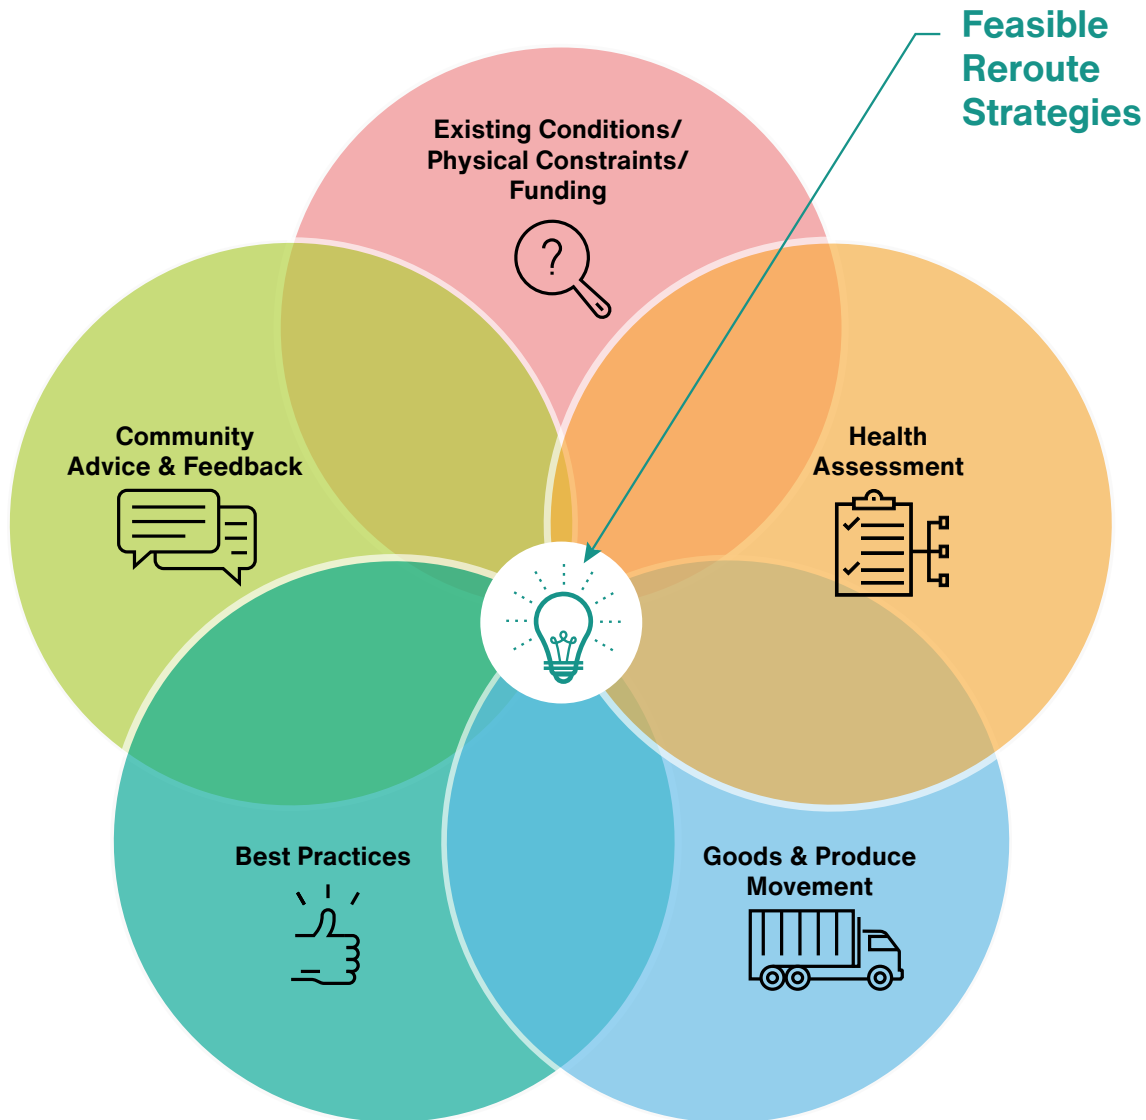 Feasible
Reroute
Strategies
Existing Conditions/
Physical Constraints/
Funding
?
Community
Advice & Feedback
Health
Assessment
Best Practices
Goods & Produce
Movement